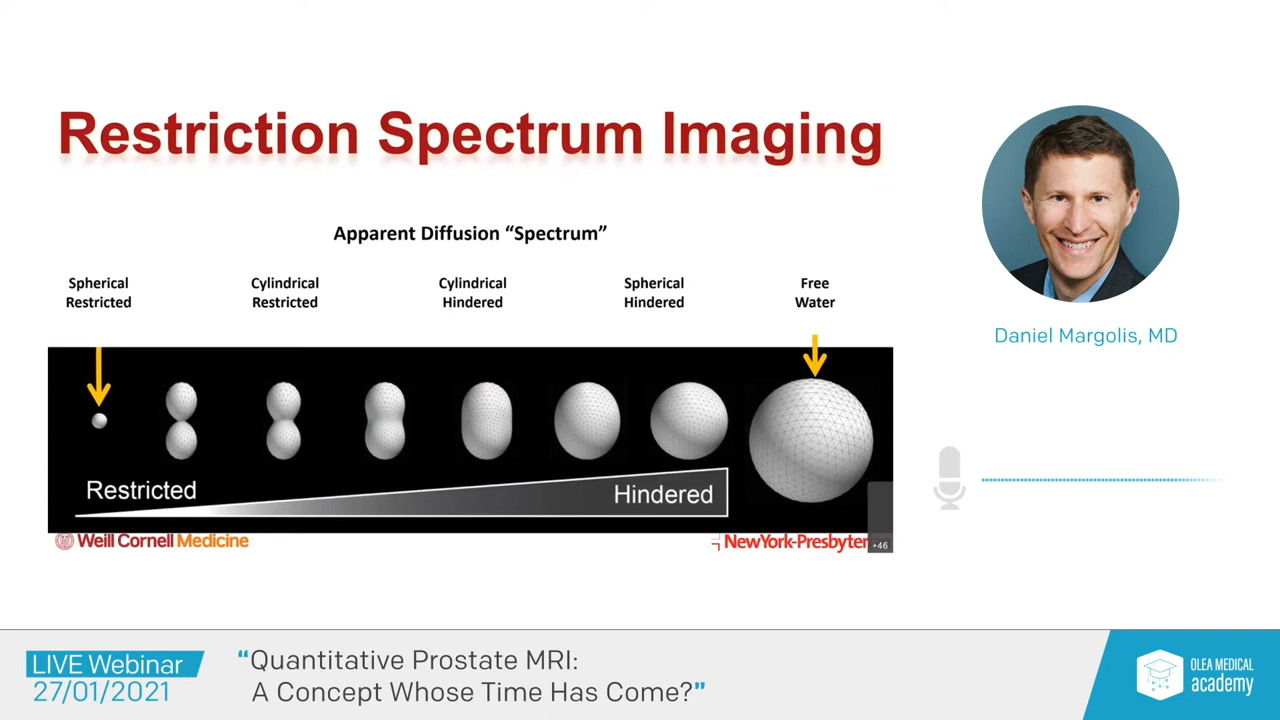 Restriction Spectrum Imaging
Apparent Diffusion “Spectrum”
Spherical
Restricted
Cylindrical
Restricted
Cylindrical
Hindered
Spherical
Hindered
Free
Water
Restricted
Hindered
Weill Cornell Medicine
NewYork-Presbyter
+46
Daniel Margolis, MD
LIVE Webinar
27/01/2021
“Quantitative Prostate MRI:
A Concept Whose Time Has Come?”
OLEA MEDICAL
academy